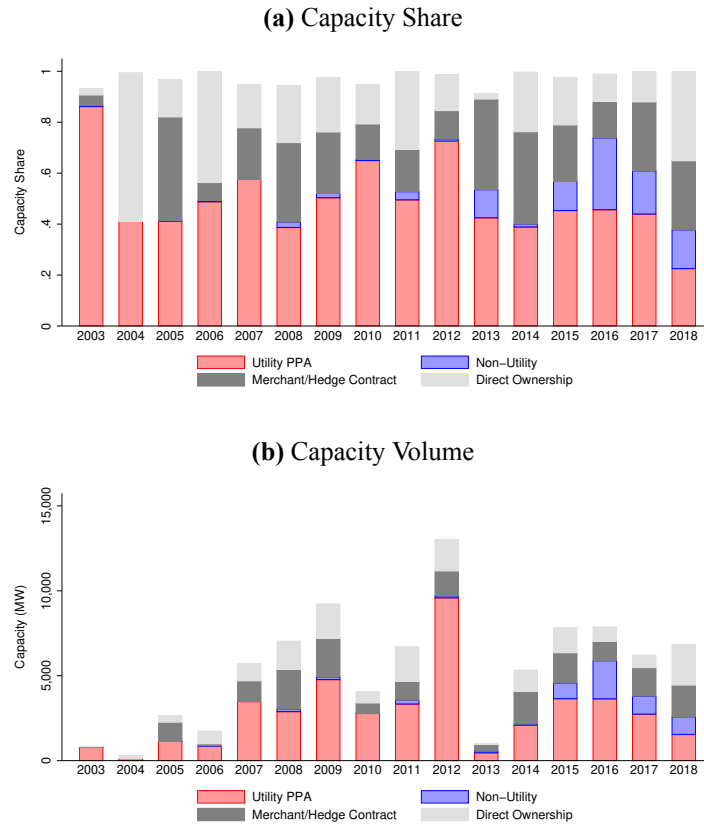 (a) Capacity Share
Capacity Share
1
.8
.6
.4
.2
0
2003 2004 2005 2006 2007 2008 2009 2010 2011 2012 2013 2014 2015 2016 2017 2018
Utility PPA Non−Utility
Merchant/Hedge Contract Direct Ownership
(b) Capacity Volume
Capacity (MW)
15,000
10,000
5,000
0
2003 2004 2005 2006 2007 2008 2009 2010 2011 2012 2013 2014 2015 2016 2017 2018
Utility PPA Non−Utility
Merchant/Hedge Contract Direct Ownership